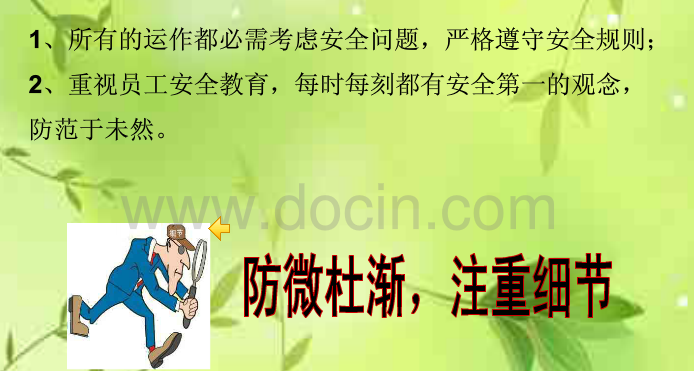 1、所有的运作都必需考虑安全问题，严格遵守安全规则；
2、重视员工安全教育，每时每刻都有安全第一的观念，
防范于未然。
www.docin.com
细节
防微杜渐，注重细节